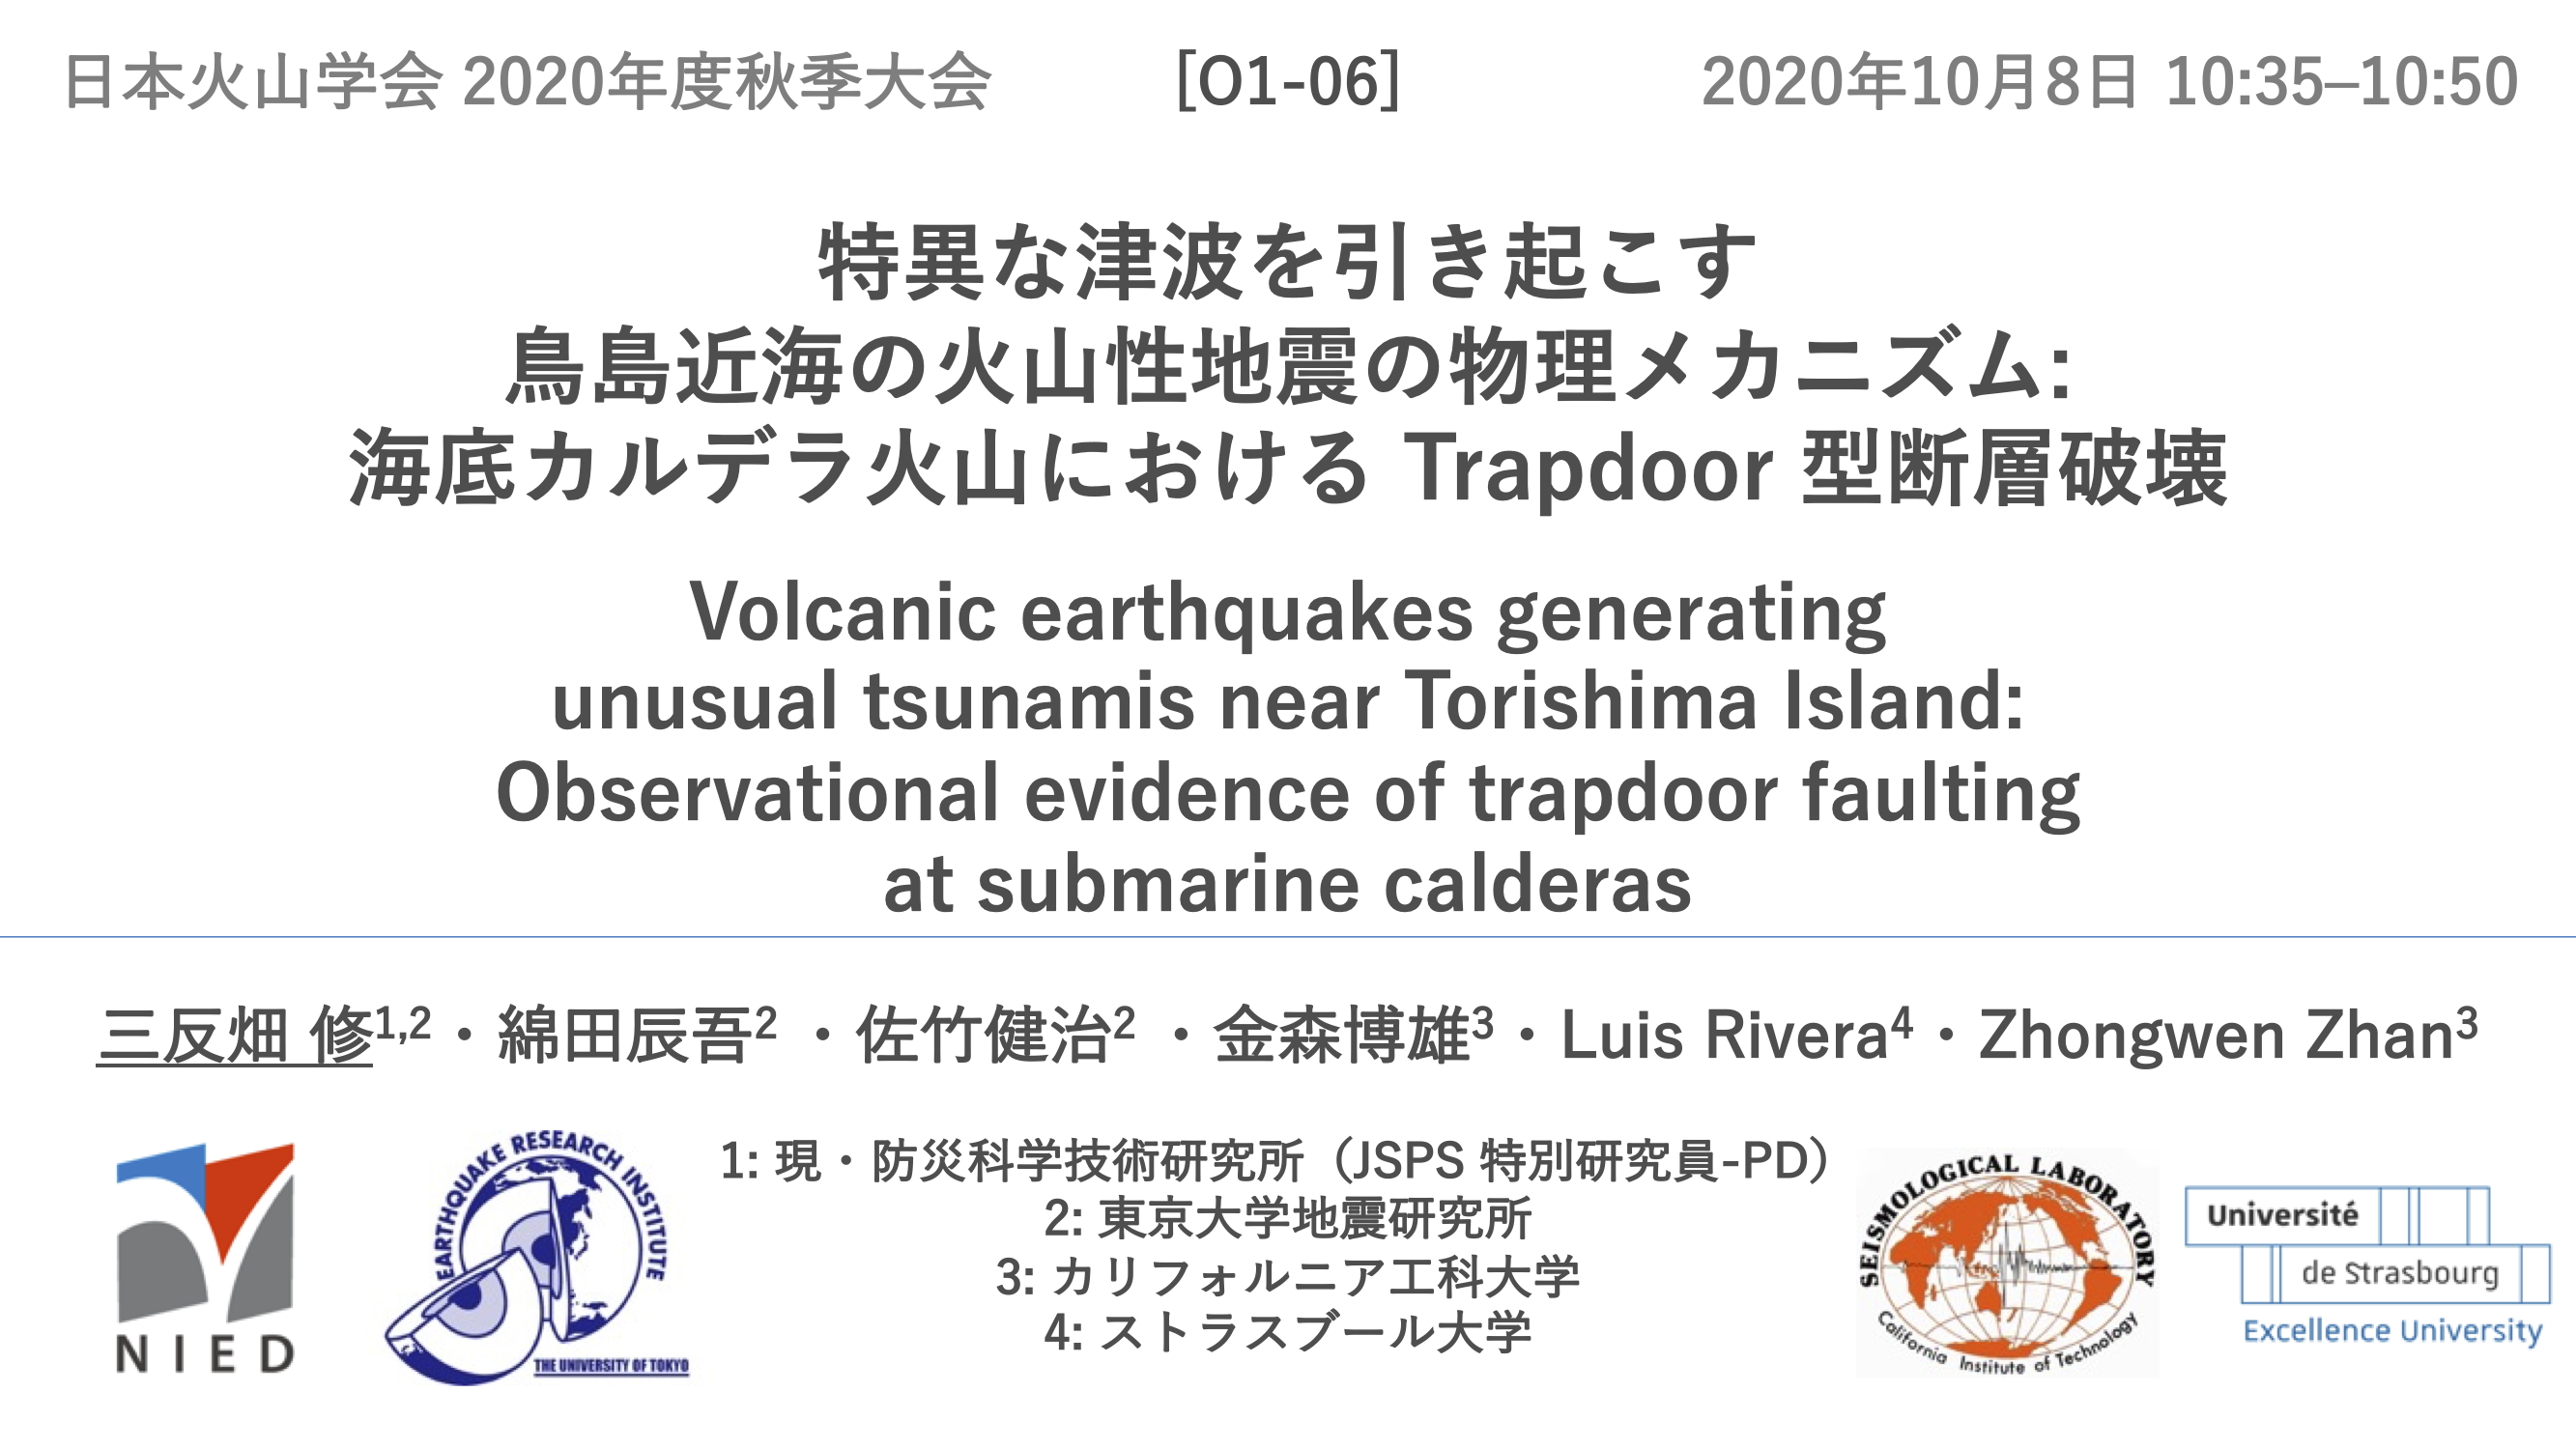 日本火山学会 2020年度秋季大会 [O1-06] 2020年10月8日 10:35–10:50
特異な津波を引き起こす
鳥島近海の火山性地震の物理メカニズム:
海底カルデラ火山における Trapdoor 型断層破壊
Volcanic earthquakes generating
unusual tsunamis near Torishima Island:
Observational evidence of trapdoor faulting
at submarine calderas
三反畑 修1,2・綿田辰吾2 ・佐竹健治2 ・金森博雄3・Luis Rivera4・Zhongwen Zhan3
1: 現・防災科学技術研究所（JSPS 特別研究員-PD）
2: 東京大学地震研究所
3: カリフォルニア工科大学
4: ストラスブール大学
NIED
EARTHQUAKE RESEARCH INSTITUTE
THE UNIVERSITY OF TOKYO
SEISMOLOGICAL LABORATORY
California Institute of Technology
Université
de Strasbourg
Excellence University